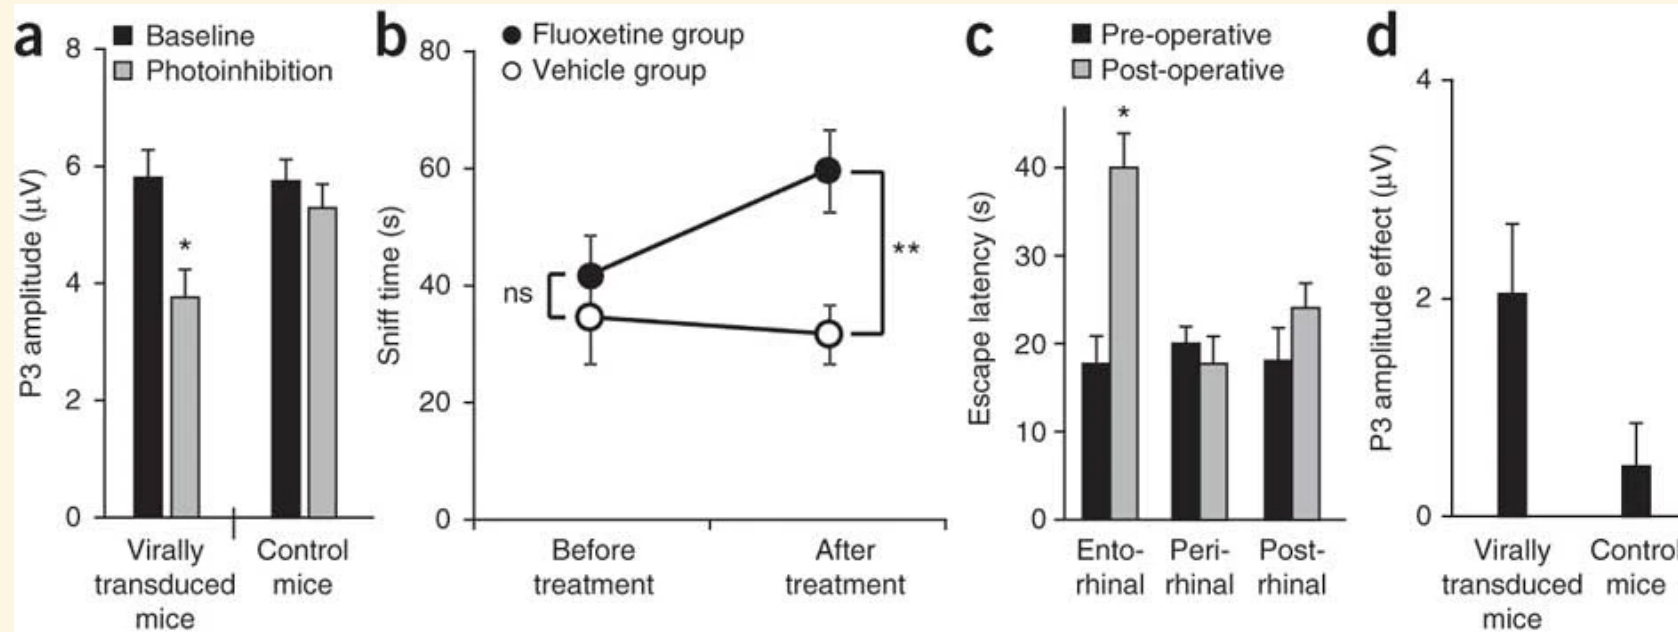 a
Baseline
Photoinhibition
8
6
4
2
0
P3 amplitude (μV)
*
Virally
transduced
mice
Control
mice
b
Fluoxetine group
Vehicle group
80
60
40
20
0
Sniff time (s)
ns
**
Before
treatment
After
treatment
c
Pre-operative
Post-operative
40
30
20
10
0
Escape latency (s)
*
Ento-
rhinal
Peri-
rhinal
Post-
rhinal
d
4
2
0
P3 amplitude effect (μV)
Virally
transduced
mice
Control
mice